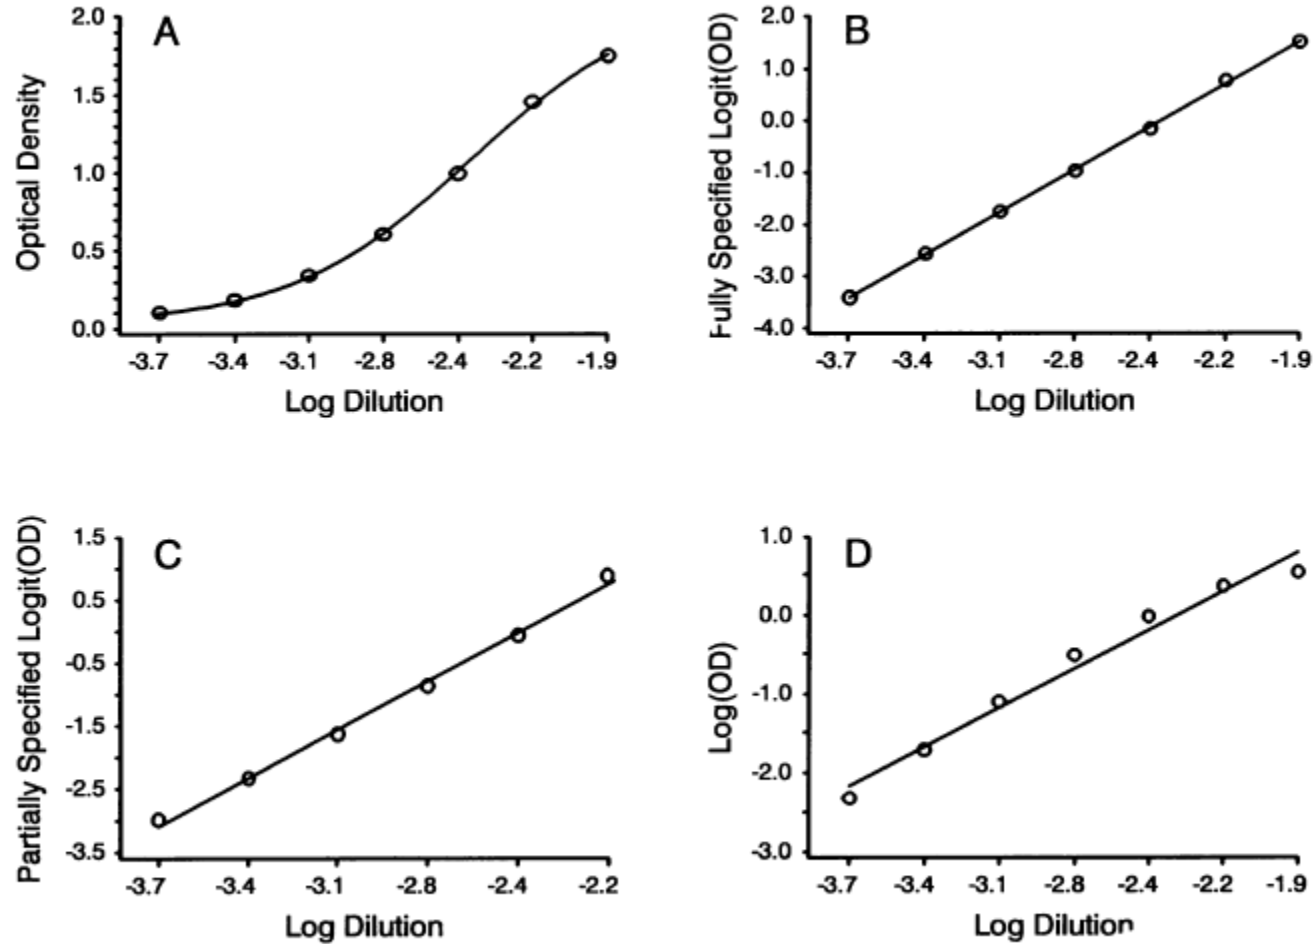 A
Optical Density
2.0
1.5
1.0
0.5
0.0
-3.7 -3.4 -3.1 -2.8 -2.4 -2.2 -1.9
Log Dilution
B
Fully Specified Logit(OD)
2.0
1.0
0.0
-1.0
-2.0
-3.0
-4.0
-3.7 -3.4 -3.1 -2.8 -2.4 -2.2 -1.9
Log Dilution
C
Partially Specified Logit(OD)
1.5
0.5
-0.5
-1.5
-2.5
-3.5
-3.7 -3.4 -3.1 -2.8 -2.4 -2.2
Log Dilution
D
Log(OD)
1.0
0.0
-1.0
-2.0
-3.0
-3.7 -3.4 -3.1 -2.8 -2.4 -2.2 -1.9
Log Dilution